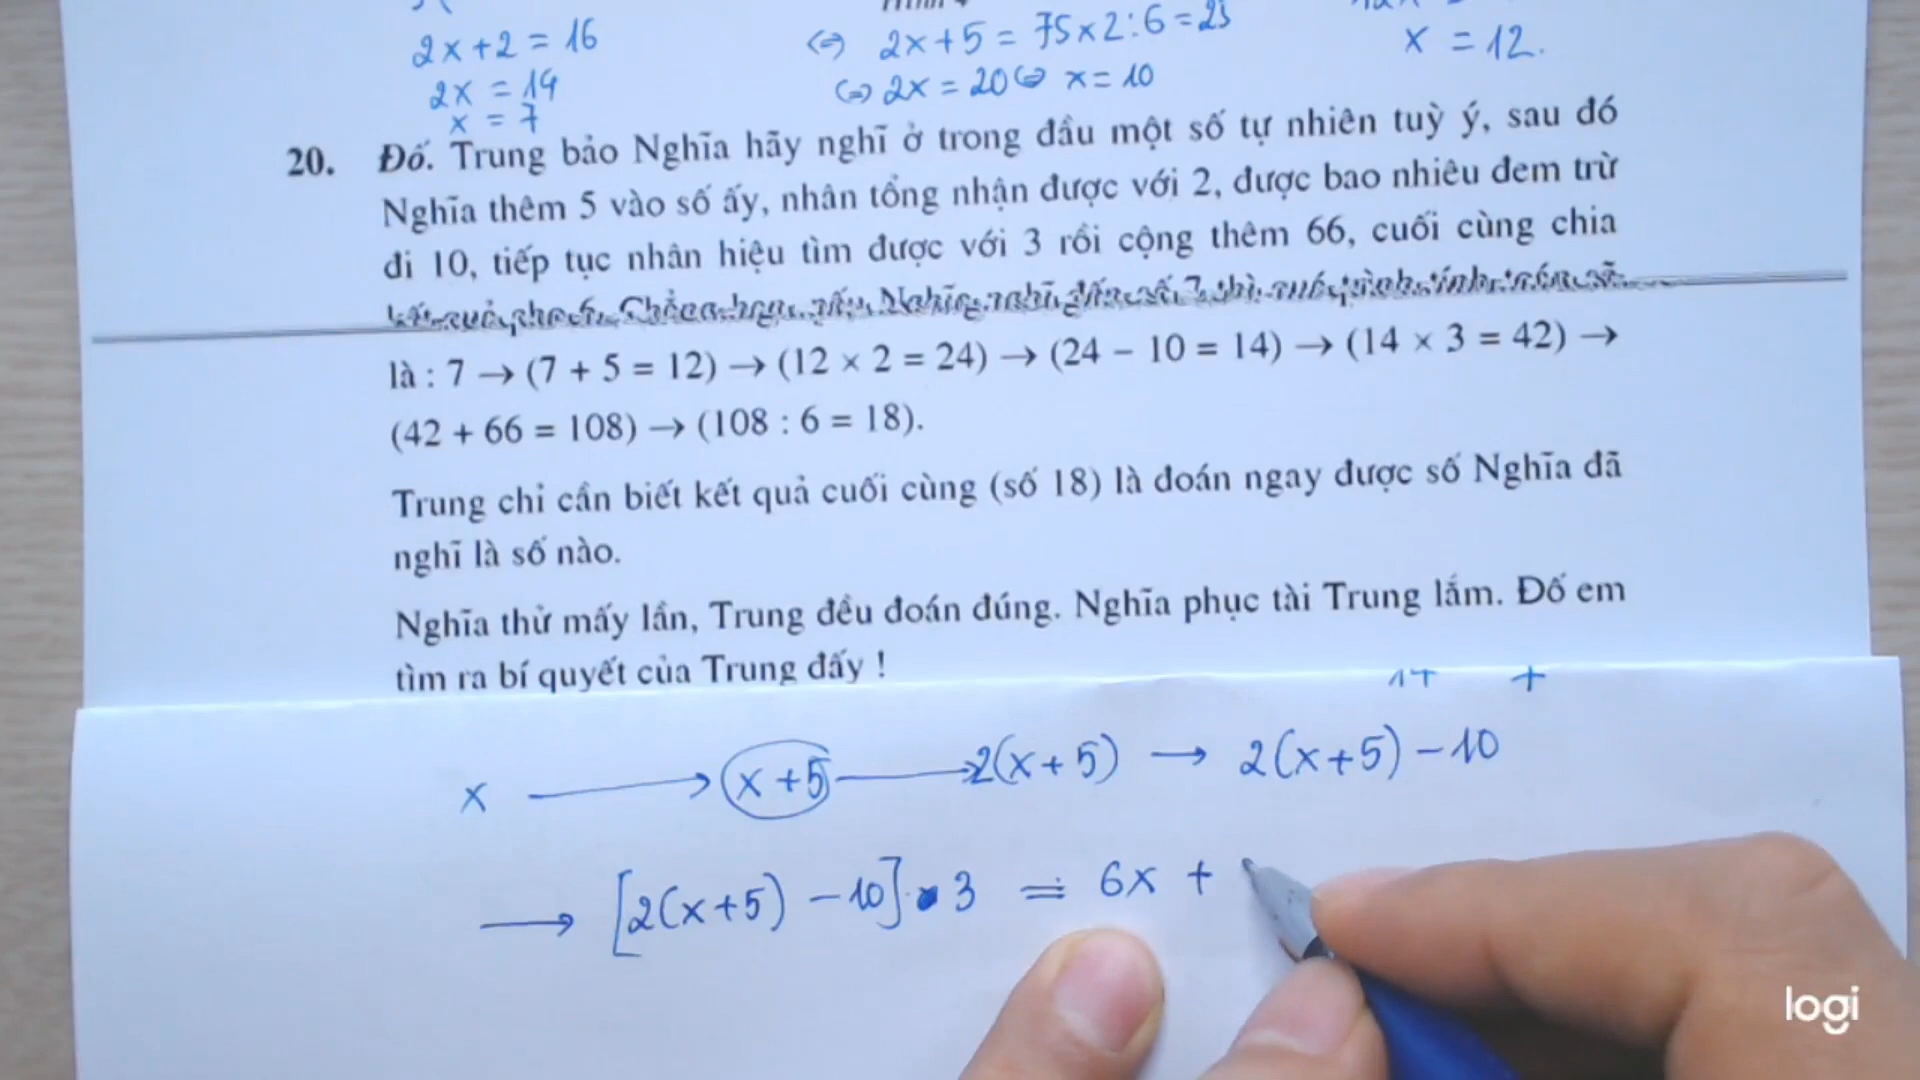 2x + 2 = 16
2x = 14
x = 7
⇔ 2x + 5 = 75 x 2 : 6 = 25
⇔ 2x = 20 ⇔ x = 10
x = 12.
20. Đố. Trung bảo Nghĩa hãy nghĩ ở trong đầu một số tự nhiên tuỳ ý, sau đó
Nghĩa thêm 5 vào số ấy, nhân tổng nhận được với 2, được bao nhiêu đem trừ
đi 10, tiếp tục nhân hiệu tìm được với 3 rồi cộng thêm 66, cuối cùng chia
là : 7 → (7 + 5 = 12) → (12 × 2 = 24) → (24 − 10 = 14) → (14 × 3 = 42) →
(42 + 66 = 108) → (108 : 6 = 18).
Trung chỉ cần biết kết quả cuối cùng (số 18) là đoán ngay được số Nghĩa đã
nghĩ là số nào.
Nghĩa thử mấy lần, Trung đều đoán đúng. Nghĩa phục tài Trung lắm. Đố em
tìm ra bí quyết của Trung đấy !
x → x + 5 → 2(x + 5) → 2(x + 5) − 10
→ [2(x + 5) − 10] . 3 = 6x +
logi